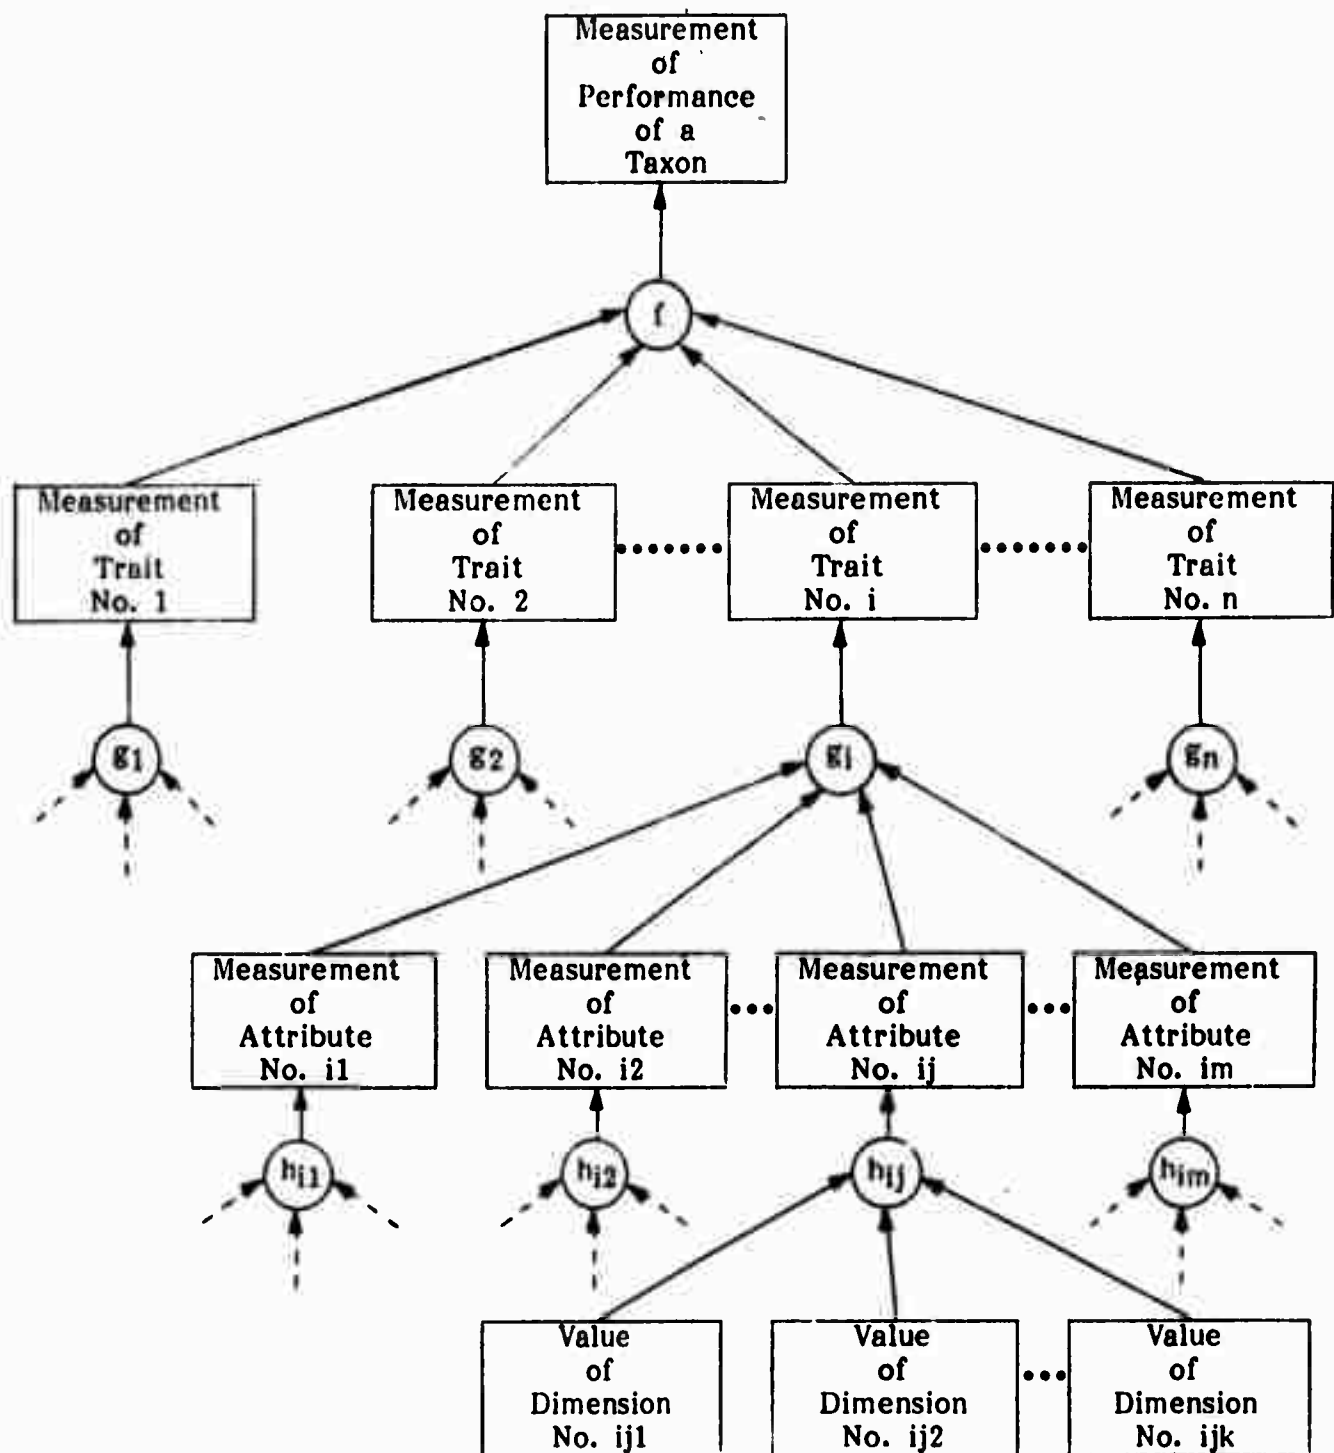 Measurement
of
Performance
of a
Taxon
f
Measurement
of
Trait
No. 1
Measurement
of
Trait
No. 2
Measurement
of
Trait
No. i
Measurement
of
Trait
No. n
g1
g2
gi
gn
Measurement
of
Attribute
No. i1
Measurement
of
Attribute
No. i2
Measurement
of
Attribute
No. ij
Measurement
of
Attribute
No. im
hi1
hi2
hij
him
Value
of
Dimension
No. ij1
Value
of
Dimension
No. ij2
Value
of
Dimension
No. ijk